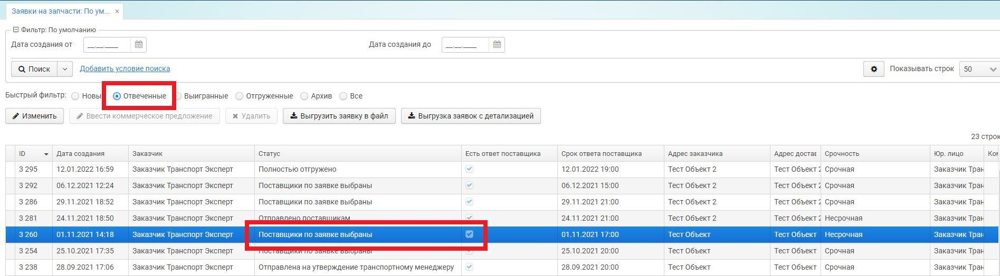 Заявки на запчасти: По ум... ×
Фильтр: По умолчанию
Дата создания от __.__.____ Дата создания до __.__.____
Поиск Добавить условие поиска Показывать строк 50
Быстрый фильтр: Новы Отвеченные Выигранные Отгруженные Архив Все
Изменить Ввести коммерческое предложение Удалить Выгрузить заявку в файл Выгрузка заявок с детализацией
23 строк
ID Дата создания Заказчик Статус Есть ответ поставщика Срок ответа поставщика Адрес заказчика Адрес достав Срочность Юр. лицо Ком
3 295 12.01.2022 16:59 Заказчик Транспорт Эксперт Полностью отгружено 12.01.2022 19:00 Тест Объект 2 Тест Объект 2 Срочная Заказчик Тран
3 292 06.12.2021 12:24 Заказчик Транспорт Эксперт Поставщики по заявке выбраны 06.12.2021 15:00 Тест Объект 2 Тест Объект 2 Срочная Заказчик Тран
3 286 29.11.2021 18:52 Заказчик Транспорт Эксперт Поставщики по заявке выбраны 29.11.2021 21:00 Тест Объект 2 Тест Объект 2 Срочная Заказчик Тран
3 281 24.11.2021 18:50 Заказчик Транспорт Эксперт Отправлено поставщикам 24.11.2021 21:00 Тест Объект 2 Тест Объект 2 Несрочная Заказчик Тран
3 260 01.11.2021 14:18 Заказчик Транспорт Эксперт Поставщики по заявке выбраны 01.11.2021 17:00 Тест Объект Тест Объект Несрочная Заказчик Тран
3 254 25.10.2021 17:35 Заказчик Транспорт Эксперт Поставщики по заявке выбраны 25.10.2021 20:00 Тест Объект Тест Объект Срочная Заказчик Тран
3 238 28.09.2021 17:06 Заказчик Транспорт Эксперт Отправлена на утверждение транспортному менеджеру 28.09.2021 20:00 Тест Объект Тест Объект Срочная Заказчик Тран